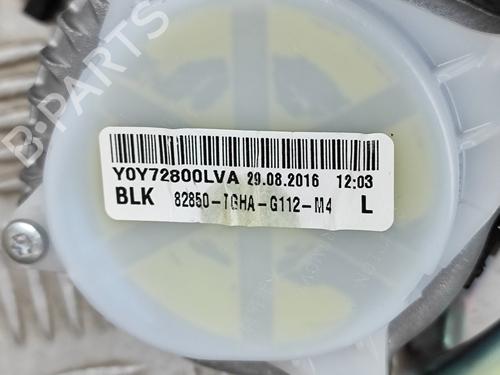 B-PARTS
Y0Y72800LVA 29.08.2016 12:03
BLK 82850-TGHA-G112-M4 L